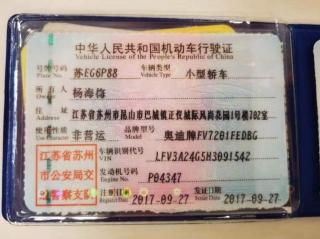 中华人民共和国机动车行驶证
Vehicle License of the People's Republic of China
号牌号码 苏EG6P88 车辆类型 小型轿车
Plate No. Vehicle Type
所有人 杨海
Owner
住址 江苏省苏州市昆山市巴城镇正仪城际风尚花园1号楼702室
Address
使用性质 非营运 品牌型号 奥迪牌FV7201FEDBG
Use Character Model
江苏省苏州
市公安局交
警察支队
车辆识别代号 LFV3A24G5H3091542
VIN
发动机号码 P04347
Engine No.
注册日期 2017-09-27 发证日期 2017-09-27
Register Date Issue Date